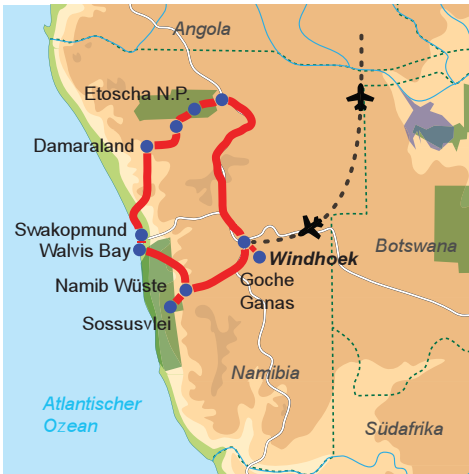 Angola
Etoscha N.P.
Damaraland
Swakopmund
Walvis Bay
Botswana
Windhoek
Namib Wüste
Goche
Ganas
Sossusvlei
Namibia
Atlantischer
Ozean
Südafrika